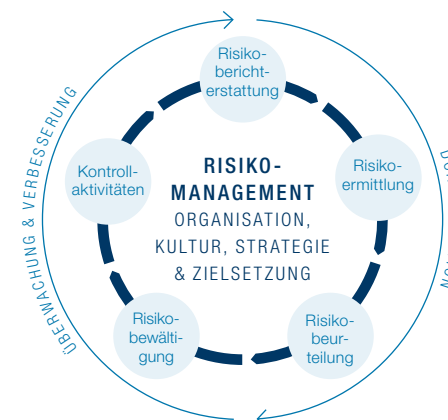 Risiko-
bericht-
erstattung
Risiko-
ermittlung
Risiko-
beur-
teilung
Risiko-
bewälti-
gung
Kontroll-
aktivitäten
RISIKO-
MANAGEMENT
ORGANISATION,
KULTUR, STRATEGIE
& ZIELSETZUNG
ÜBERWACHUNG & VERBESSERUNG